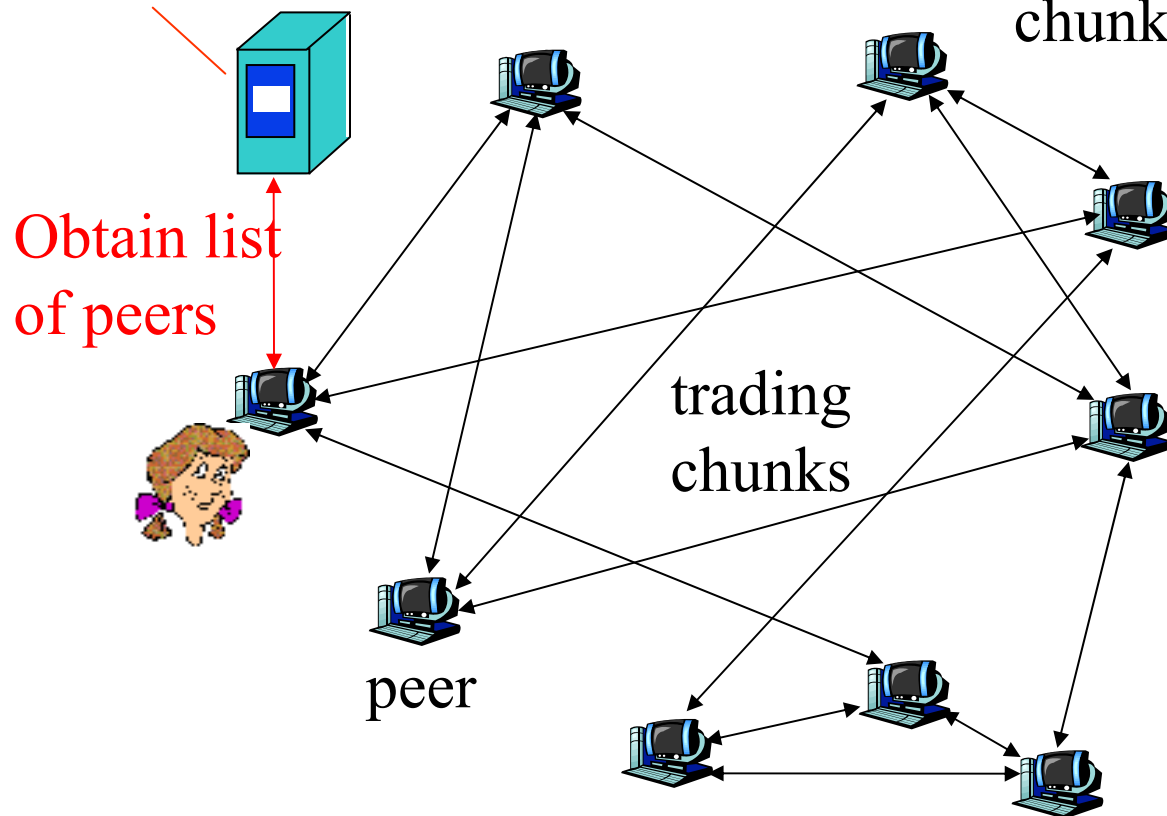 chunk
Obtain list
of peers
trading
chunks
peer